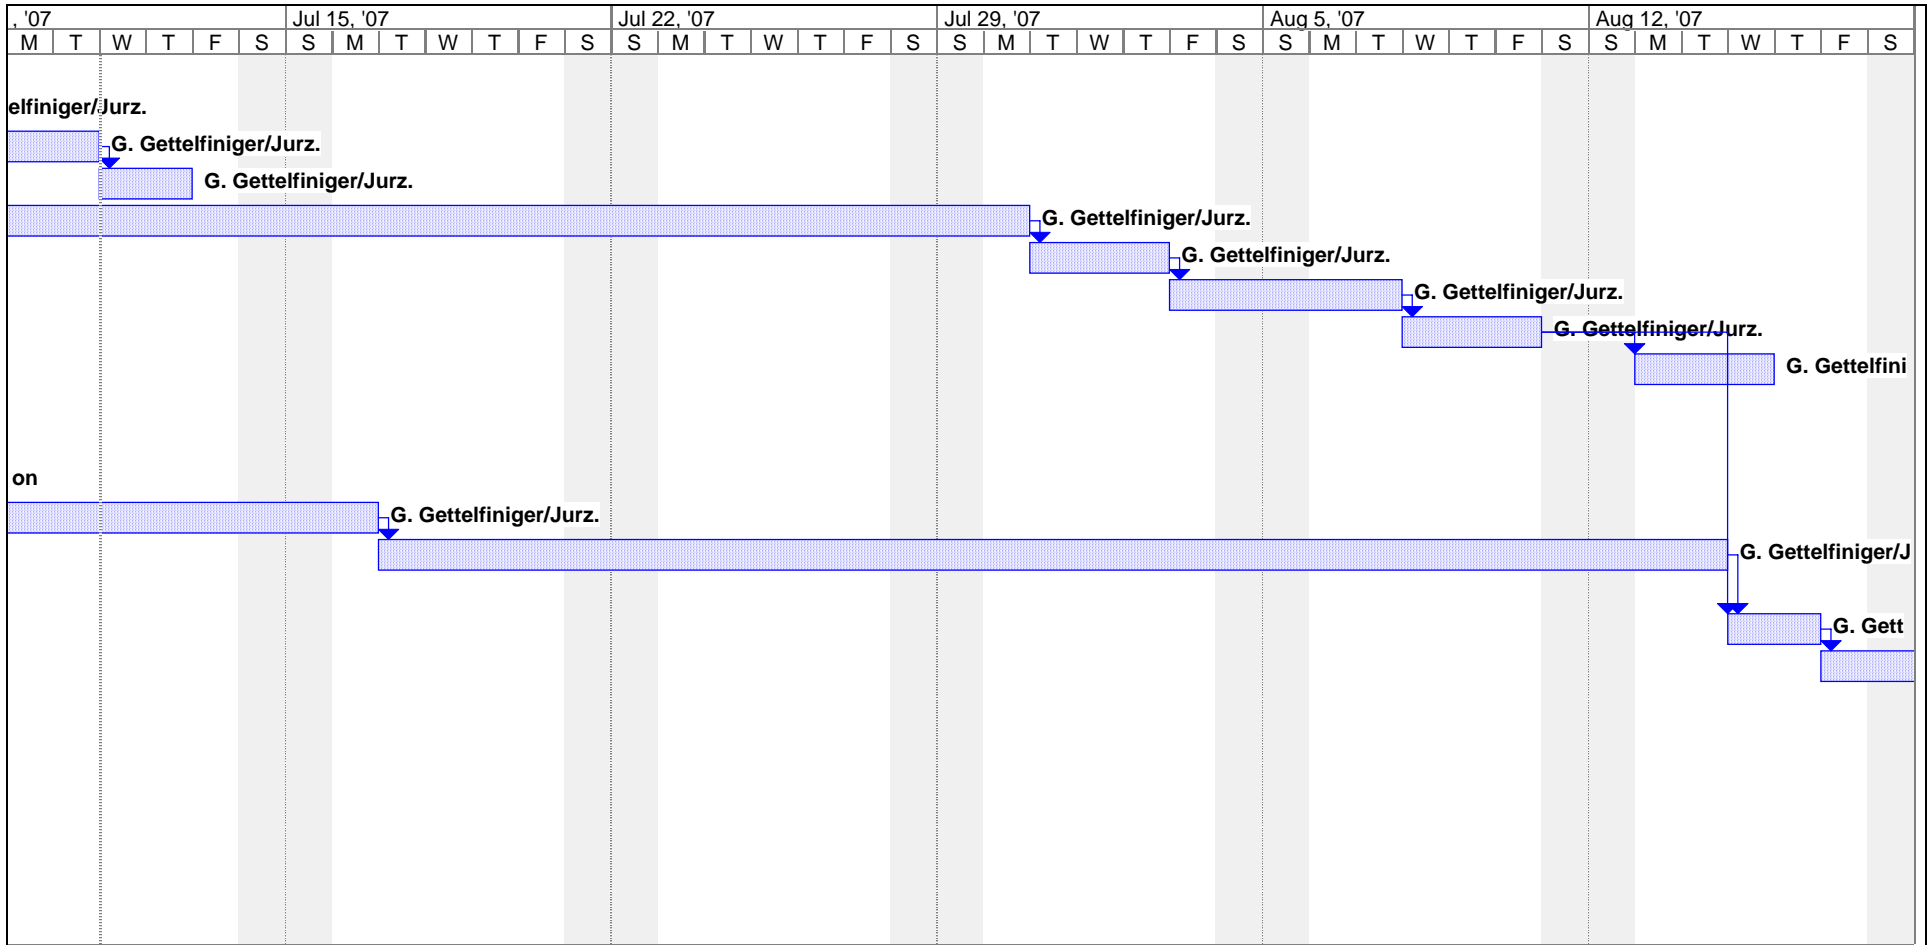 , '07 Jul 15, '07 Jul 22, '07 Jul 29, '07 Aug 5, '07 Aug 12, '07
M T W T F S S M T W T F S S M T W T F S S M T W T F S S M T W T F S S M T W T F S
elfiniger/Jurz.
G. Gettelfiniger/Jurz.
G. Gettelfiniger/Jurz.
G. Gettelfiniger/Jurz.
G. Gettelfiniger/Jurz.
G. Gettelfiniger/Jurz.
G. Gettelfiniger/Jurz.
G. Gettelfini
on
G. Gettelfiniger/Jurz.
G. Gettelfiniger/J
G. Gett